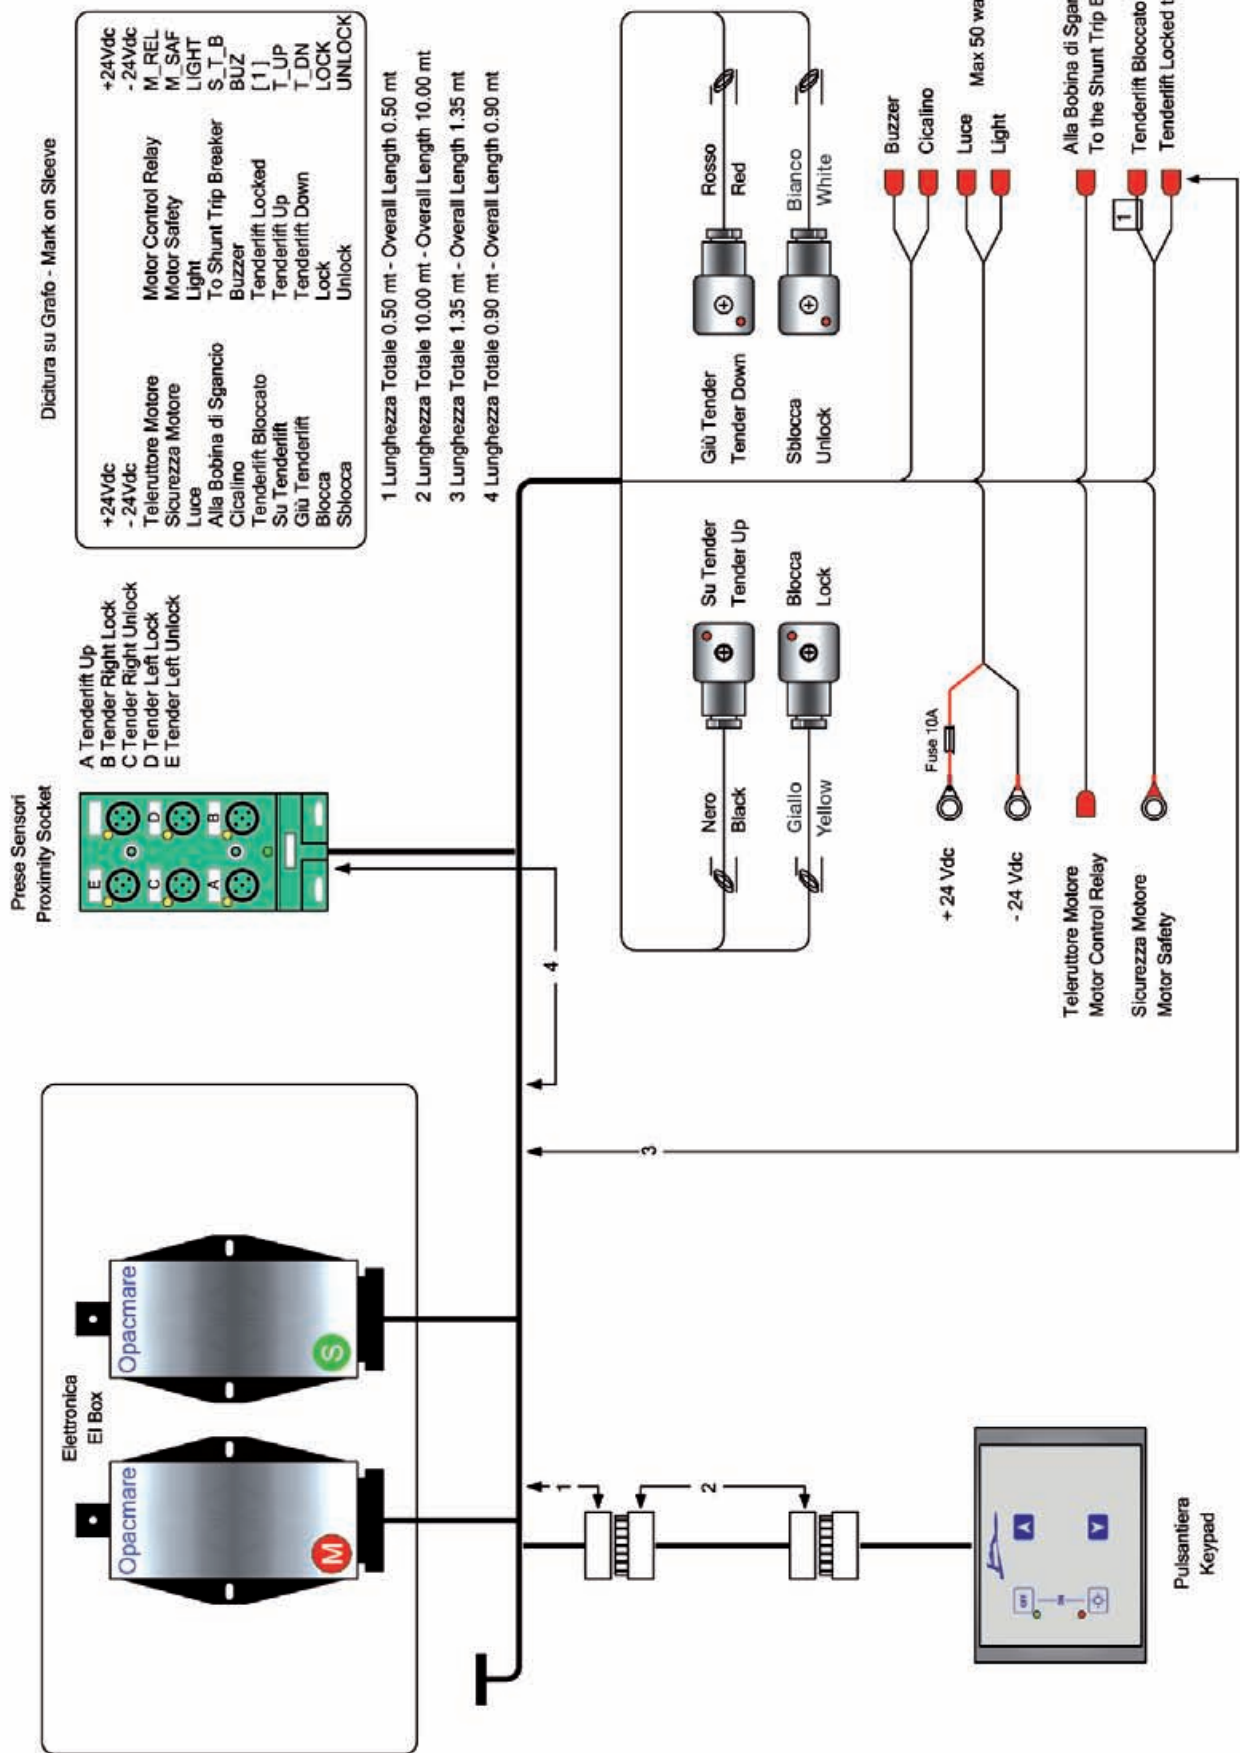 Dicitura su Grafo - Mark on Sleeve
+24Vdc +24Vdc
- 24Vdc - 24Vdc
Teleruttore Motore Motor Control Relay M_REL
Sicurezza Motore Motor Safety M_SAF
Luce Light LIGHT
Alla Bobina di Sgancio To Shunt Trip Breaker S_T_B
Cicalino Buzzer BUZ
Tenderlift Bloccato Tenderlift Locked [1]
Su Tenderlift Tenderlift Up T_UP
Giù Tenderlift Tenderlift Down T_DN
Blocca Lock LOCK
Sblocca Unlock UNLOCK
1 Lunghezza Totale 0.50 mt - Overall Length 0.50 mt
2 Lunghezza Totale 10.00 mt - Overall Length 10.00 mt
3 Lunghezza Totale 1.35 mt - Overall Length 1.35 mt
4 Lunghezza Totale 0.90 mt - Overall Length 0.90 mt
Prese Sensori
Proximity Socket
A Tenderlift Up
B Tender Right Lock
C Tender Right Unlock
D Tender Left Lock
E Tender Left Unlock
E
C D
A B
Elettronica
El Box
Opacmare
M
Opacmare
S
4
3
1
2
OFF
ON
Pulsantiera
Keypad
Nero
Black
Su Tender
Tender Up
Giallo
Yellow
Blocca
Lock
Giù Tender
Tender Down
Rosso
Red
Sblocca
Unlock
Bianco
White
Fuse 10A
+ 24 Vdc
- 24 Vdc
Teleruttore Motore
Motor Control Relay
Sicurezza Motore
Motor Safety
Buzzer
Cicalino
Luce
Light
Max 50
Alla Bobina di
To the Shunt Trip
1
Tenderlift Bloccato
Tenderlift Locked